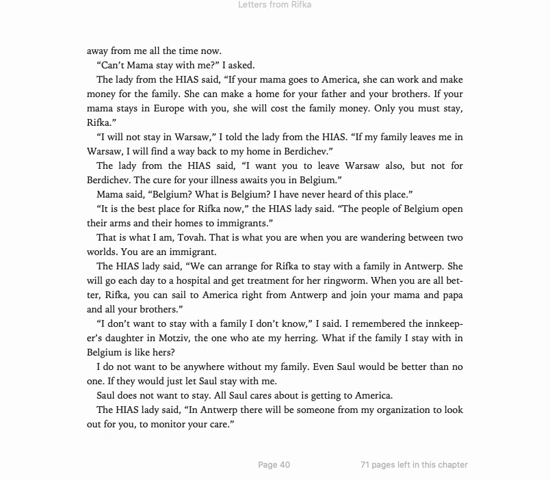 Letters from Rifka
away from me all the time now.
“Can’t Mama stay with me?” I asked.
The lady from the HIAS said, “If your mama goes to America, she can work and make
money for the family. She can make a home for your father and your brothers. If your
mama stays in Europe with you, she will cost the family money. Only you must stay,
Rifka.”
“I will not stay in Warsaw,” I told the lady from the HIAS. “If my family leaves me in
Warsaw, I will find a way back to my home in Berdichev.”
The lady from the HIAS said, “I want you to leave Warsaw also, but not for
Berdichev. The cure for your illness awaits you in Belgium.”
Mama said, “Belgium? What is Belgium? I have never heard of this place.”
“It is the best place for Rifka now,” the HIAS lady said. “The people of Belgium open
their arms and their homes to immigrants.”
That is what I am, Tovah. That is what you are when you are wandering between two
worlds. You are an immigrant.
The HIAS lady said, “We can arrange for Rifka to stay with a family in Antwerp. She
will go each day to a hospital and get treatment for her ringworm. When you are all bet-
ter, Rifka, you can sail to America right from Antwerp and join your mama and papa
and all your brothers.”
“I don’t want to stay with a family I don’t know,” I said. I remembered the innkeep-
er’s daughter in Motziv, the one who ate my herring. What if the family I stay with in
Belgium is like hers?
I do not want to be anywhere without my family. Even Saul would be better than no
one. If they would just let Saul stay with me.
Saul does not want to stay. All Saul cares about is getting to America.
The HIAS lady said, “In Antwerp there will be someone from my organization to look
out for you, to monitor your care.”
Page 40 71 pages left in this chapter